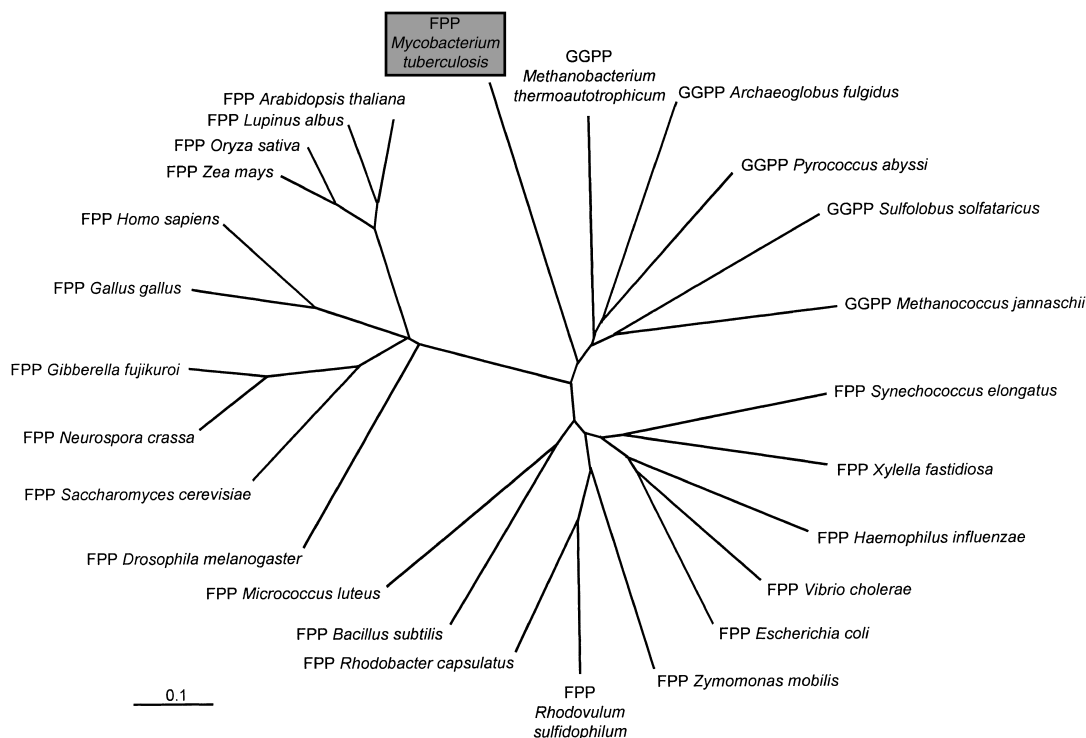 FPP
Mycobacterium
tuberculosis
GGPP
Methanobacterium
thermoautotrophicum
GGPP Archaeoglobus fulgidus
FPP Arabidopsis thaliana
FPP Lupinus albus
FPP Oryza sativa
FPP Zea mays
GGPP Pyrococcus abyssi
GGPP Sulfolobus solfataricus
FPP Homo sapiens
FPP Gallus gallus
GGPP Methanococcus jannaschii
FPP Gibberella fujikuroi
FPP Synechococcus elongatus
FPP Neurospora crassa
FPP Xylella fastidiosa
FPP Saccharomyces cerevisiae
FPP Haemophilus influenzae
FPP Drosophila melanogaster
FPP Vibrio cholerae
FPP Micrococcus luteus
FPP Bacillus subtilis
FPP Escherichia coli
FPP Rhodobacter capsulatus
FPP Zymomonas mobilis
FPP
Rhodovulum
sulfidophilum
0.1